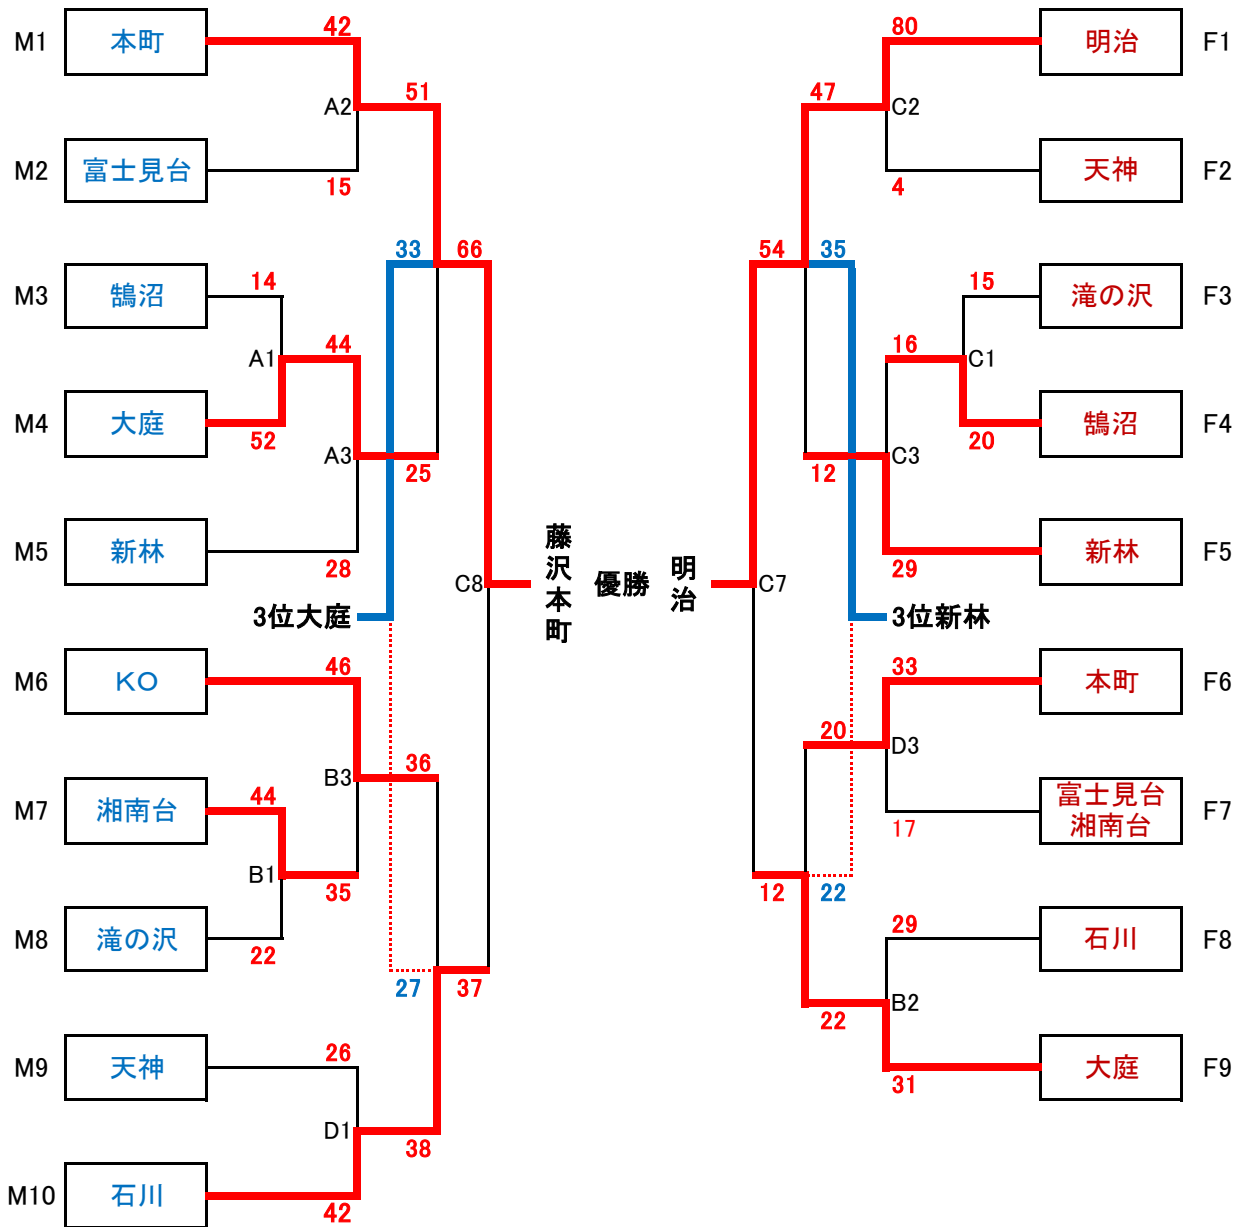 M1
本町
42
A2
51
M2
富士見台
15
33
66
M3
鵠沼
14
A1
44
M4
大庭
52
A3
25
M5
新林
28
3位大庭
C8
藤沢本町
優勝
明治
C7
M6
KO
46
B3
36
M7
湘南台
44
B1
35
M8
滝の沢
22
27
37
M9
天神
26
D1
38
M10
石川
42
80
明治
F1
47
C2
4
天神
F2
54
35
15
滝の沢
F3
16
C1
20
鵠沼
F4
12
C3
29
新林
F5
3位新林
33
本町
F6
20
D3
17
富士見台
湘南台
F7
12
22
29
石川
F8
22
B2
31
大庭
F9